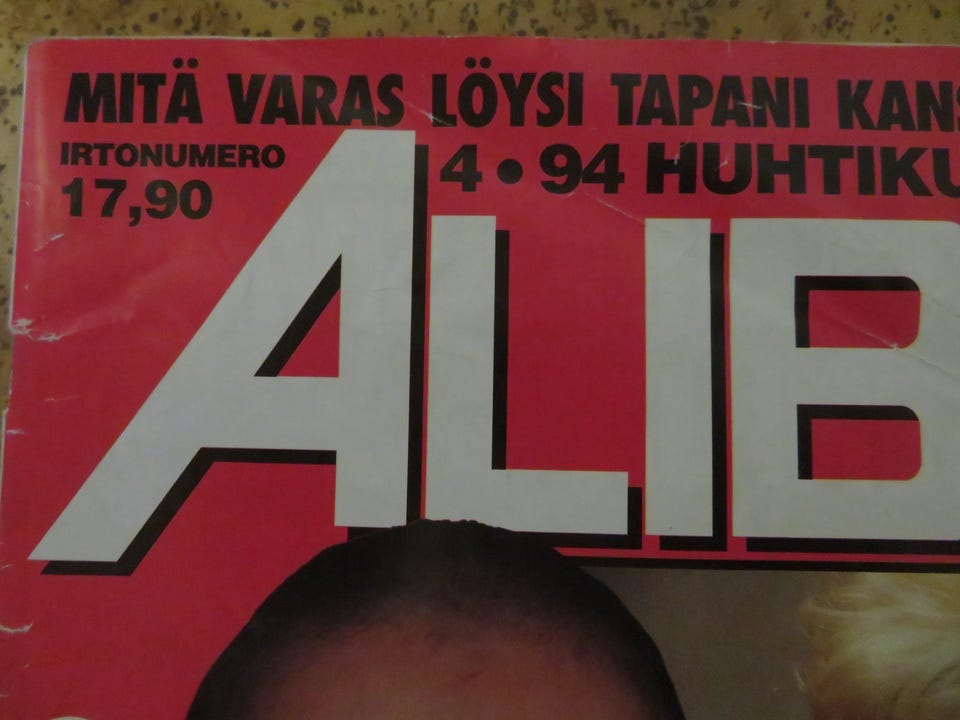 MITÄ VARAS LÖYSI TAPANI KANS
IRTONUMERO
17,90
4 • 94 HUHTIKU
ALIB